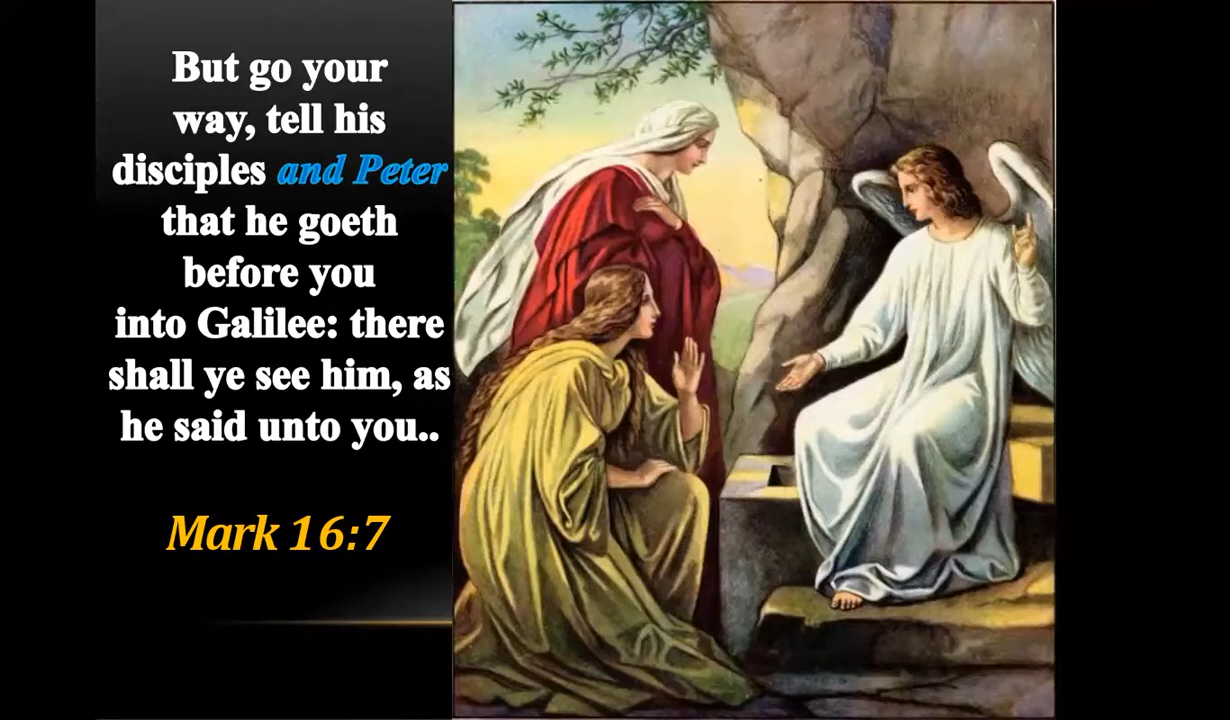 But go your
way, tell his
disciples and Peter
that he goeth
before you
into Galilee: there
shall ye see him, as
he said unto you..
Mark 16:7